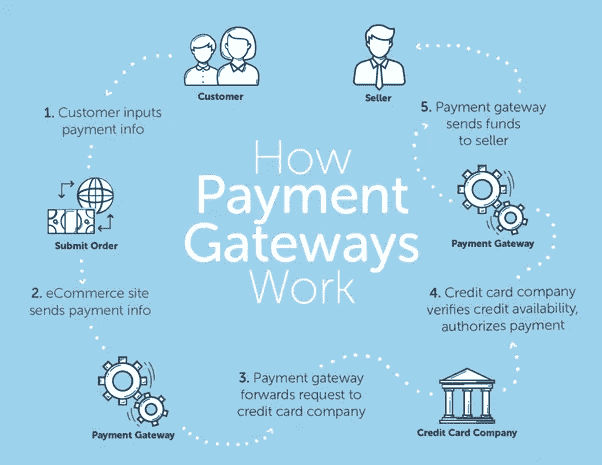 Customer
Seller
1. Customer inputs
payment info
5. Payment gateway
sends funds
to seller
How
Payment
Gateways
Work
Submit Order
Payment Gateway
2. eCommerce site
sends payment info
4. Credit card company
verifies credit availability,
authorizes payment
3. Payment gateway
forwards request to
credit card company
Payment Gateway
Credit Card Company